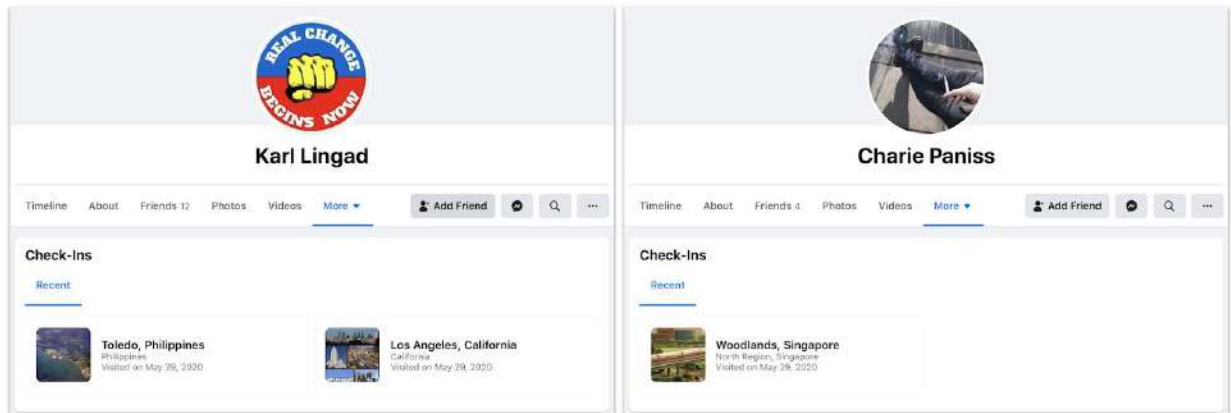 REAL CHANGE
BEGINS NOW
Karl Lingad
Timeline About Friends 12 Photos Videos More Add Friend ...
Check-Ins
Recent
Toledo, Philippines
Philippines
Visited on May 29, 2020
Los Angeles, California
California
Visited on May 29, 2020
Charie Paniss
Timeline About Friends 4 Photos Videos More Add Friend ...
Check-Ins
Recent
Woodlands, Singapore
North Region, Singapore
Visited on May 29, 2020